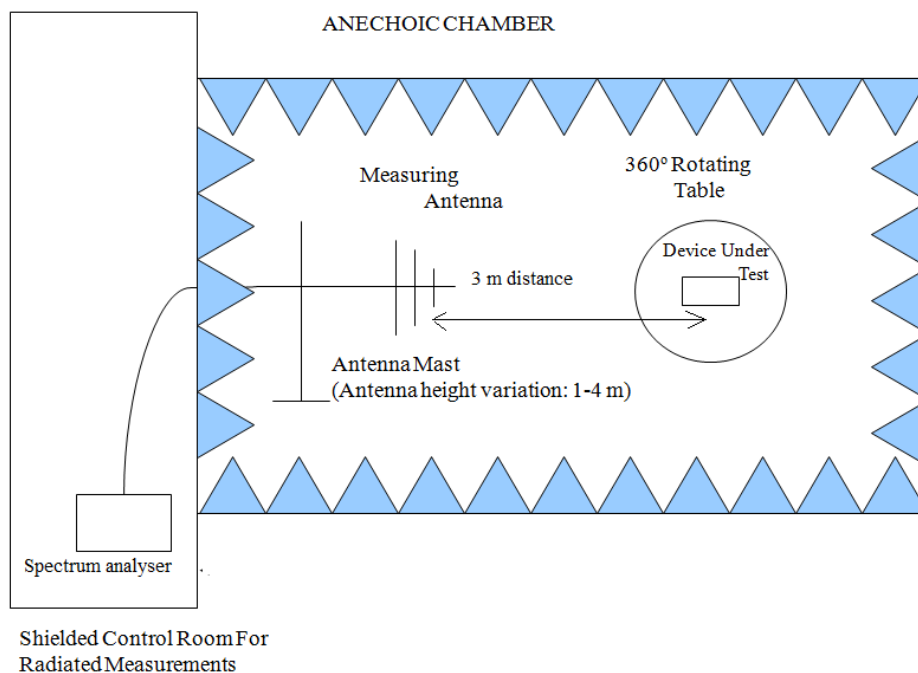 ANECHOIC CHAMBER
360º Rotating
Table
Measuring
Antenna
Device Under
Test
3 m distance
Antenna Mast
(Antenna height variation: 1-4 m)
Spectrum analyser
Shielded Control Room For
Radiated Measurements